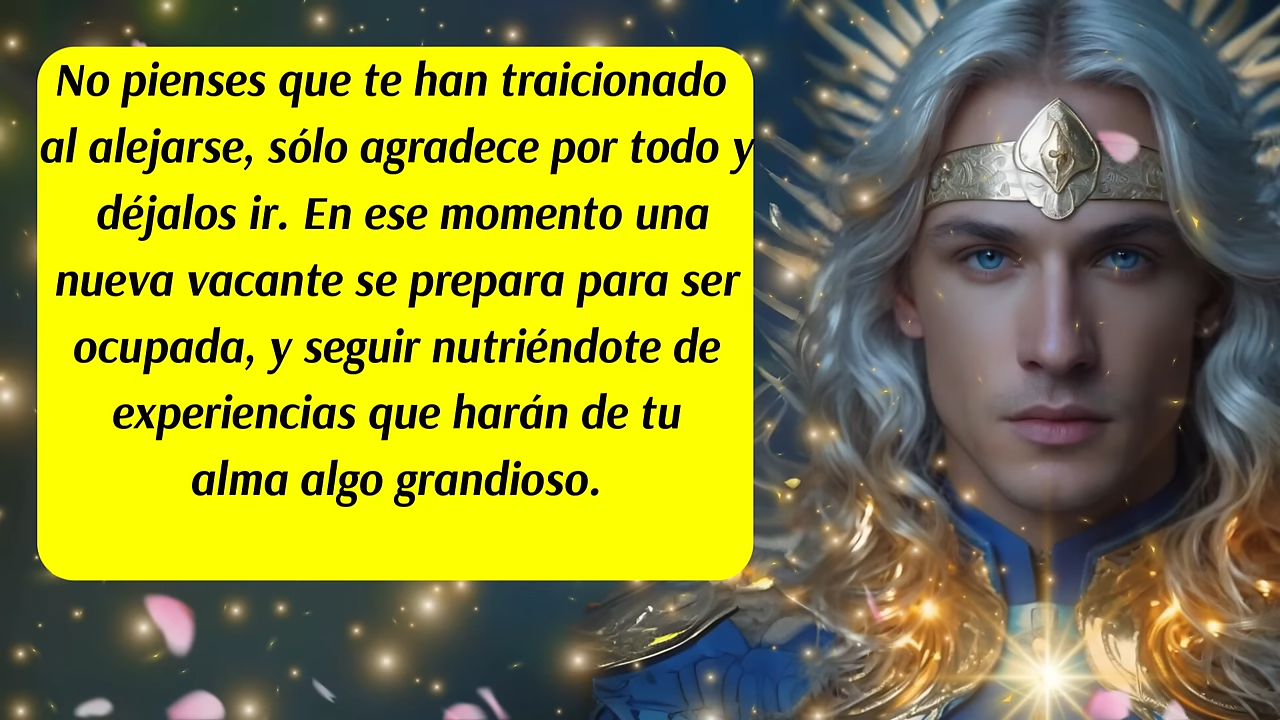 No pienses que te han traicionado
al alejarse, sólo agradece por todo y
déjalos ir. En ese momento una
nueva vacante se prepara para ser
ocupada, y seguir nutriéndote de
experiencias que harán de tu
alma algo grandioso.